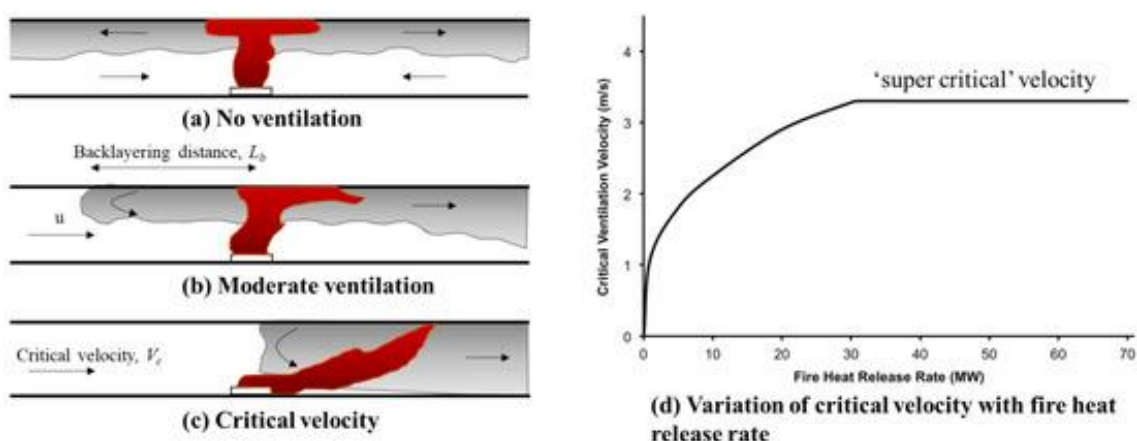 (a) No ventilation
Backlayering distance, L_b
u
(b) Moderate ventilation
Critical velocity, V_c
(c) Critical velocity
Critical Ventilation Velocity (m/s)
4
3
2
1
0
'super critical' velocity
0 10 20 30 40 50 60 70
Fire Heat Release Rate (MW)
(d) Variation of critical velocity with fire heat
release rate